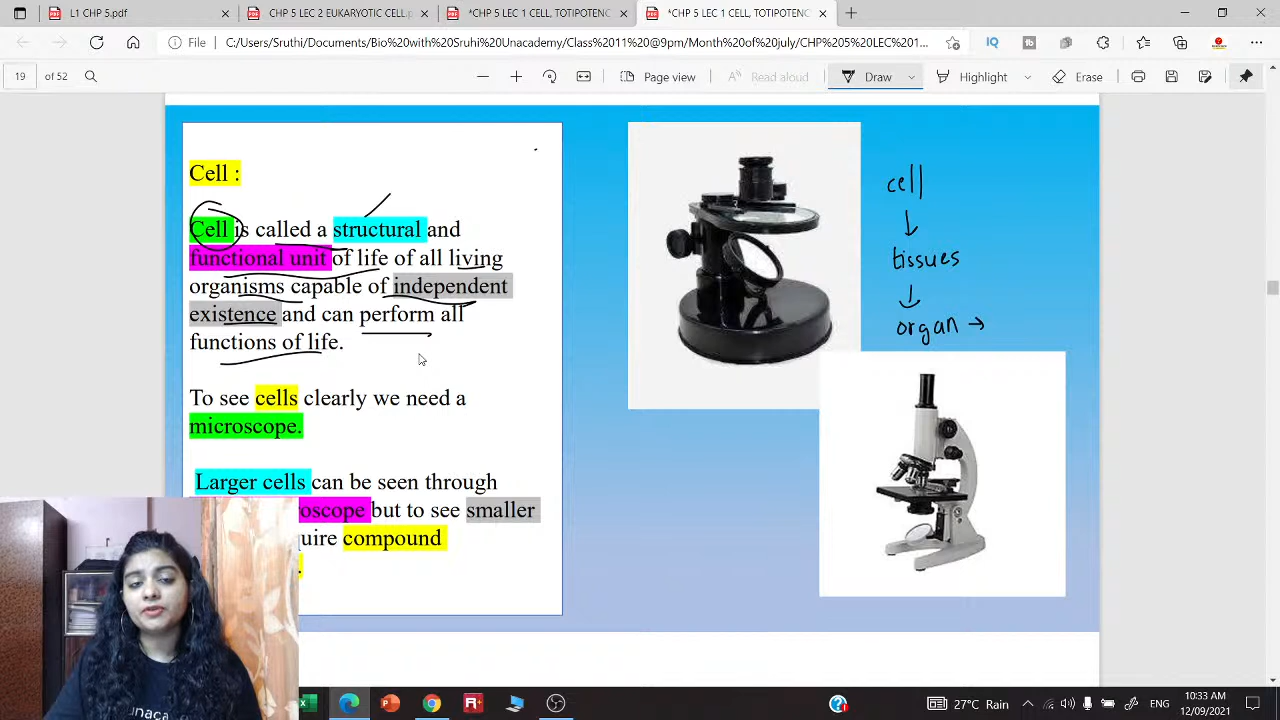 L1 CHP 5.pdf
CHP 5 LEC 2 EUKARYOTIC CELL.p
*CHP 5 LEC 1 CELL, TOTIPOTENC
*CHP 5 LEC 1 CELL, TOTIPOTENC
File
C:/Users/Sruthi/Documents/Bio%20with%20Sruhi%20Unacademy/Class%2011%20@9pm/Month%20of%20july/CHP%205%20LEC%201...
19 of 52
Page view
Read aloud
Draw
Highlight
Erase
Cell :
Cell is called a structural and
functional unit of life of all living
organisms capable of independent
existence and can perform all
functions of life.
To see cells clearly we need a
microscope.
Larger cells can be seen through
roscope but to see smaller
quire compound
.
cell
tissues
organ
27°C Rain
ENG
10:33 AM
12/09/2021